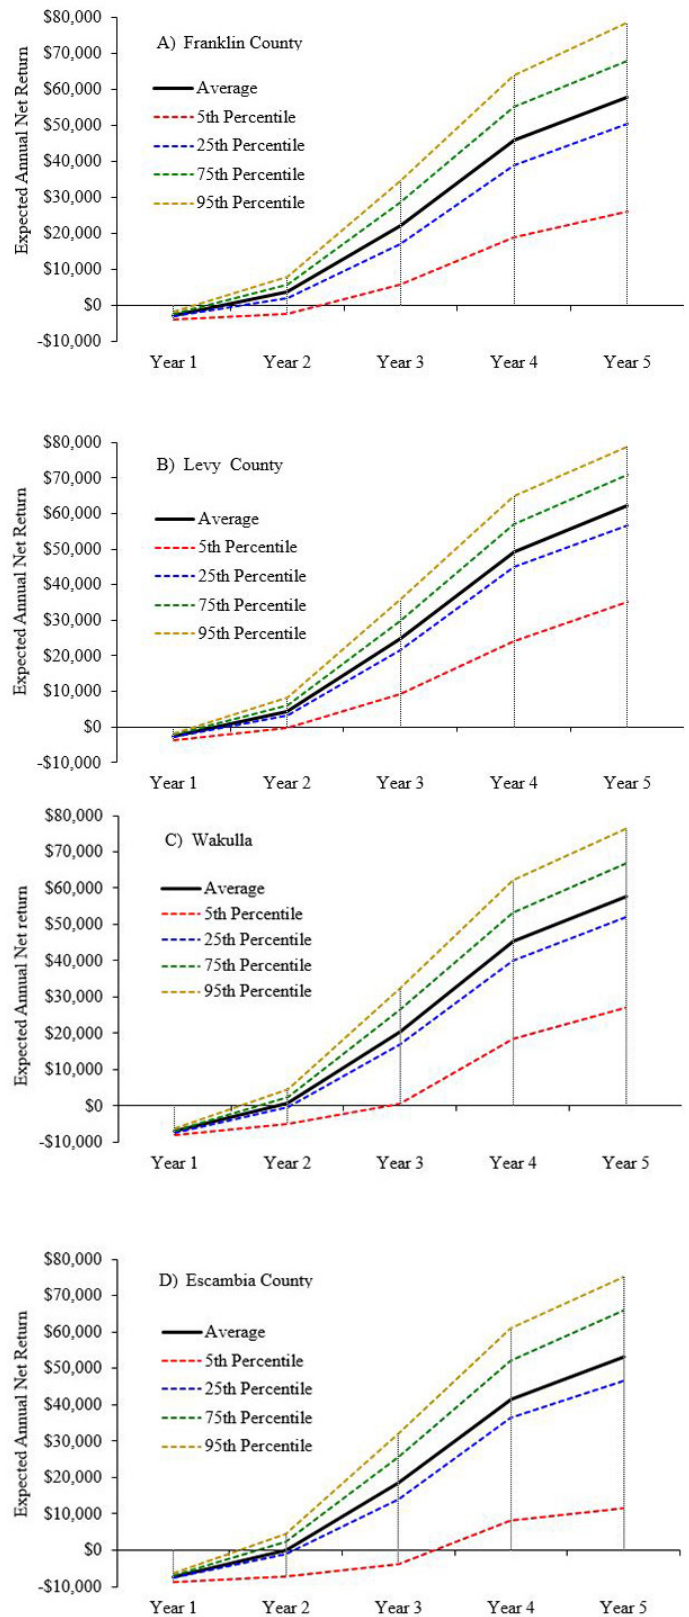 Expected Annual Net Return
$80,000
$70,000
$60,000
$50,000
$40,000
$30,000
$20,000
$10,000
$0
-$10,000
A) Franklin County
Average
5th Percentile
25th Percentile
75th Percentile
95th Percentile
Year 1 Year 2 Year 3 Year 4 Year 5
Expected Annual Net Return
$80,000
$70,000
$60,000
$50,000
$40,000
$30,000
$20,000
$10,000
$0
-$10,000
B) Levy County
Average
5th Percentile
25th Percentile
75th Percentile
95th Percentile
Year 1 Year 2 Year 3 Year 4 Year 5
Expected Annual Net return
$80,000
$70,000
$60,000
$50,000
$40,000
$30,000
$20,000
$10,000
$0
-$10,000
C) Wakulla
Average
5th Percentile
25th Percentile
75th Percentile
95th Percentile
Year 1 Year 2 Year 3 Year 4 Year 5
Expected Annual Net Return
$80,000
$70,000
$60,000
$50,000
$40,000
$30,000
$20,000
$10,000
$0
-$10,000
D) Escambia County
Average
5th Percentile
25th Percentile
75th Percentile
95th Percentile
Year 1 Year 2 Year 3 Year 4 Year 5